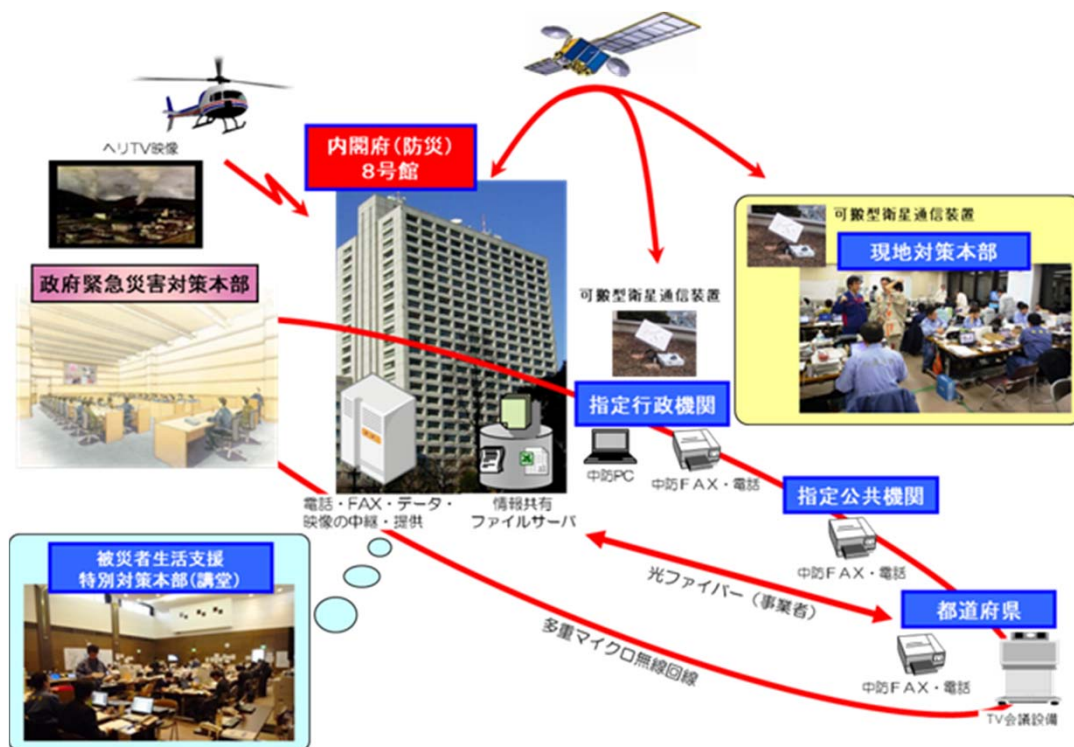 ヘリTV映像
内閣府(防災)
8号館
政府緊急災害対策本部
可搬型衛星通信装置
現地対策本部
可搬型衛星通信装置
指定行政機関
中防PC
中防FAX・電話
指定公共機関
中防FAX・電話
電話・FAX・データ・
映像の中継・提供
情報共有
ファイルサーバ
被災者生活支援
特別対策本部(講堂)
光ファイバー(事業者)
多重マイクロ無線回線
都道府県
中防FAX・電話
TV会議設備